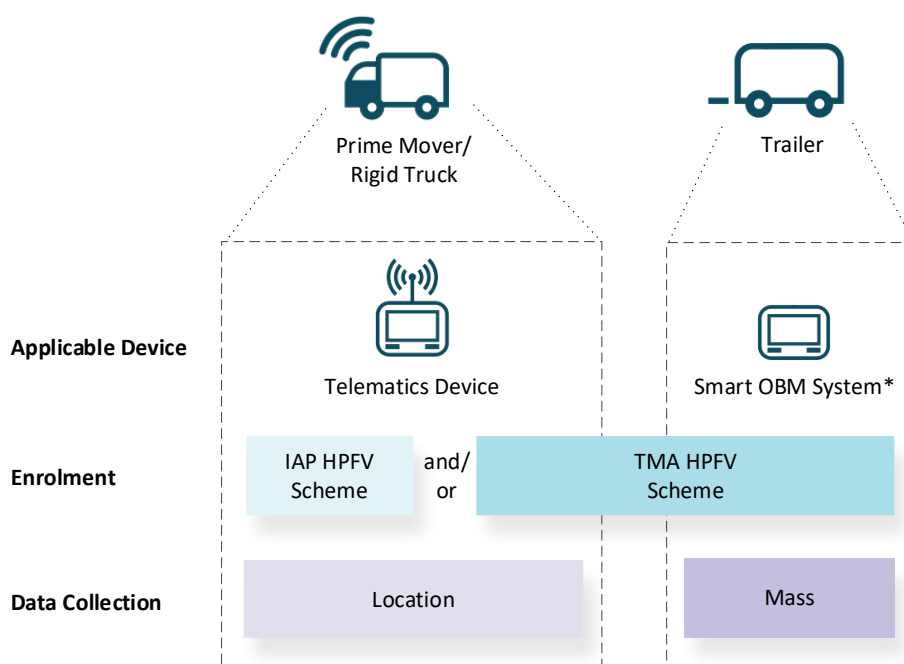 Prime Mover/
Rigid Truck
Trailer
Applicable Device
Telematics Device
Smart OBM System*
Enrolment
IAP HPFV
Scheme
and/
or
TMA HPFV
Scheme
Data Collection
Location
Mass